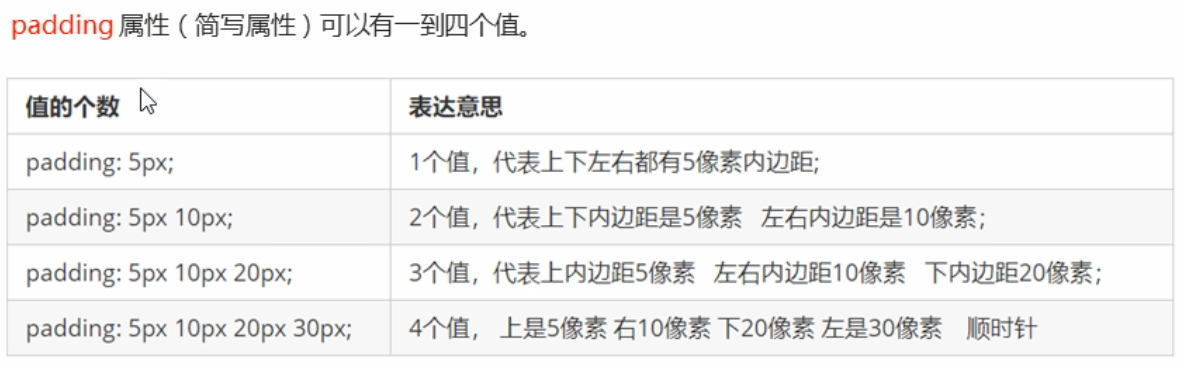 padding 属性（简写属性）可以有一到四个值。
值的个数 表达意思
padding: 5px; 1个值，代表上下左右都有5像素内边距;
padding: 5px 10px; 2个值，代表上下内边距是5像素 左右内边距是10像素；
padding: 5px 10px 20px; 3个值，代表上内边距5像素 左右内边距10像素 下内边距20像素；
padding: 5px 10px 20px 30px; 4个值， 上是5像素 右10像素 下20像素 左是30像素 顺时针